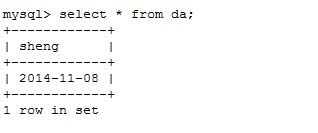 mysql> select * from da;
+------------+
| sheng      |
+------------+
| 2014-11-08 |
+------------+
1 row in set